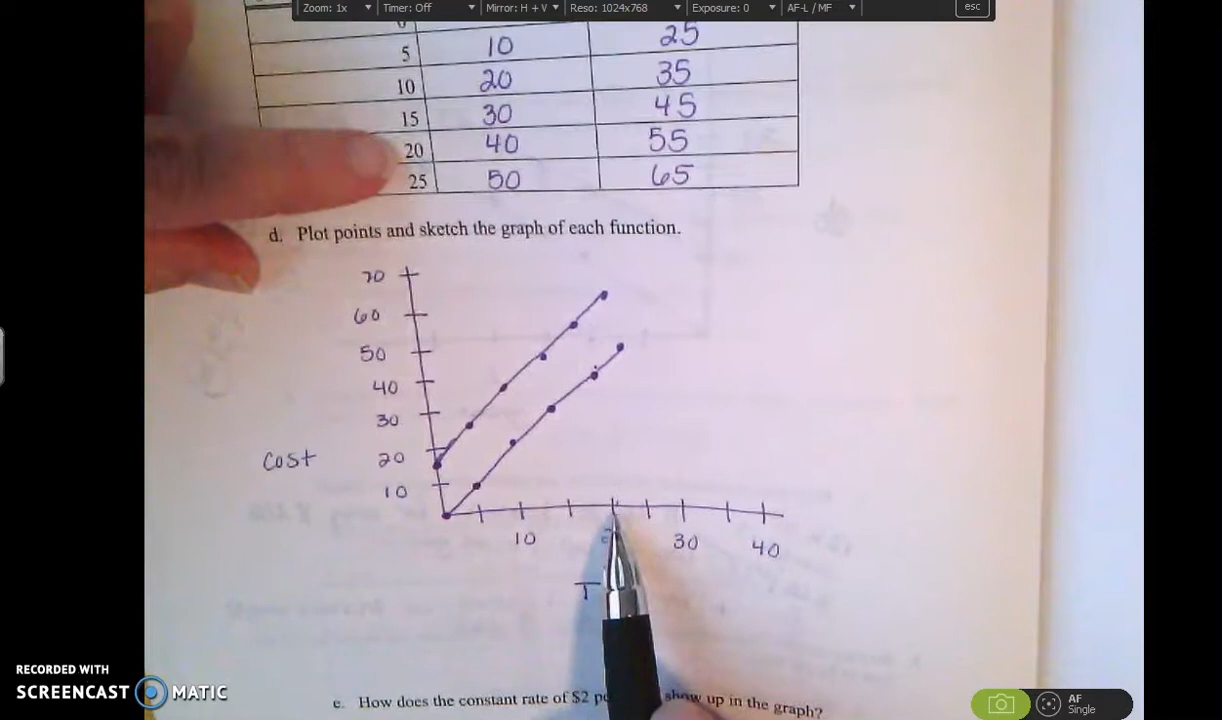 Zoom: 1x Timer: Off Mirror: H + V Reso: 1024x768 Exposure: 0 AF-L / MF esc
5 10 25
10 20 35
15 30 45
20 40 55
25 50 65
d. Plot points and sketch the graph of each function.
70
60
50
40
30
cost 20
10
10 30 40
T
e. How does the constant rate of $2 show up in the graph?
RECORDED WITH
SCREENCAST MATIC
AF
Single